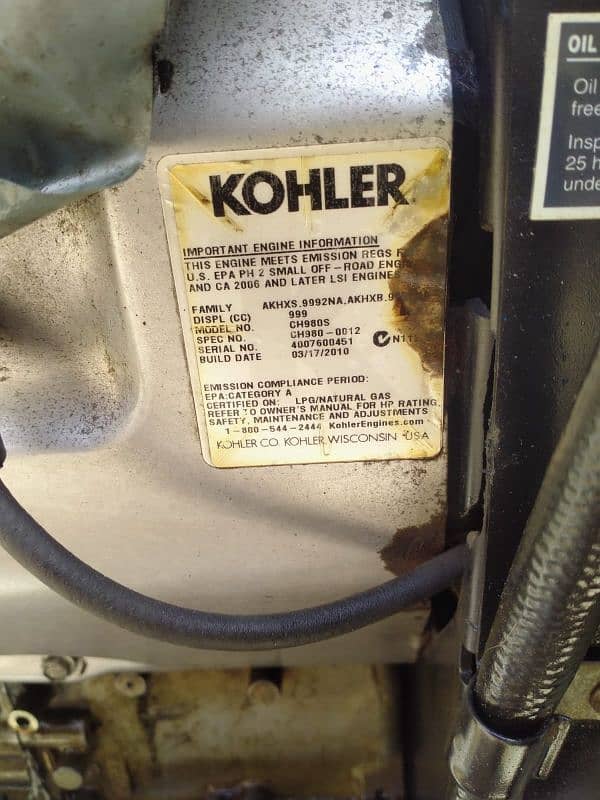 KOHLER
IMPORTANT ENGINE INFORMATION
THIS ENGINE MEETS EMISSION REGS
U.S. EPA PH 2 SMALL OFF-ROAD
AND CA 2006 AND LATER LSI ENGINES
FAMILY AKHXS.9992NA,AKHXB.9
DISPL (CC) 999
MODEL NO. CH980S
SPEC NO. CH980-0012
SERIAL NO. 4007600451
BUILD DATE 03/17/2010
EMISSION COMPLIANCE PERIOD:
EPA:CATEGORY A
CERTIFIED ON: LPG/NATURAL GAS
REFER TO OWNER'S MANUAL FOR HP RATING,
SAFETY, MAINTENANCE AND ADJUSTMENTS
1-800-544-2444 KohlerEngines.com
KOHLER CO. KOHLER, WISCONSIN USA
OIL
Oil
free
Insp
25 h
unde